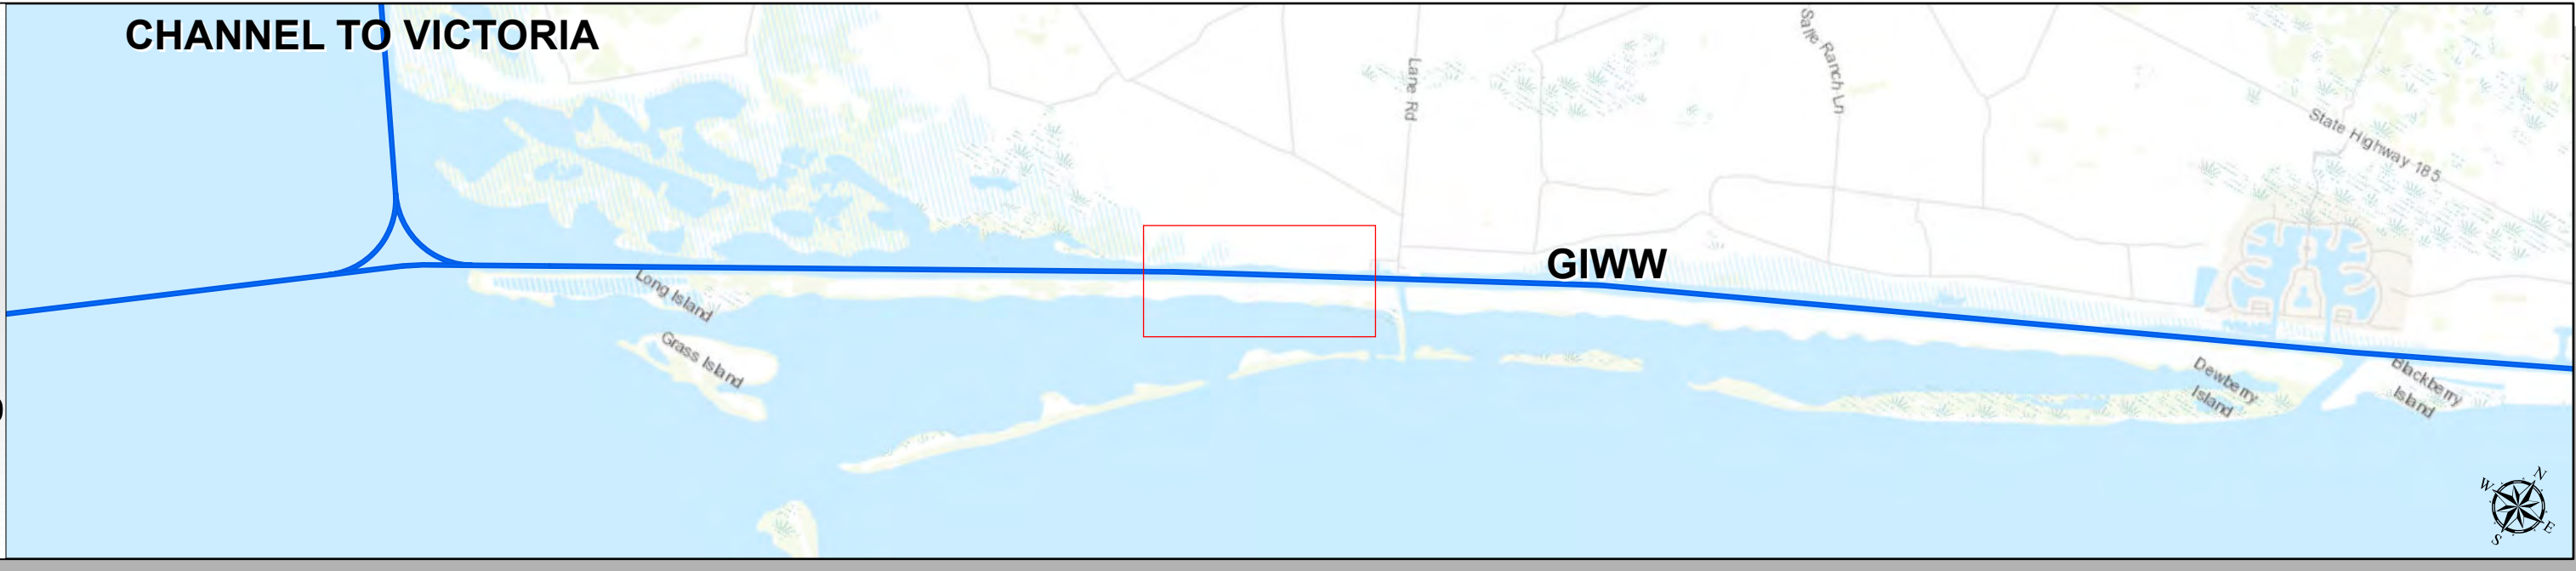 CHANNEL TO VICTORIA
Lane Rd
Salfe Ranch Ln
State Highway 185
GIWW
Long Island
Grass Island
Dewberry
Island
Blackberry
Island
N
W
E
S